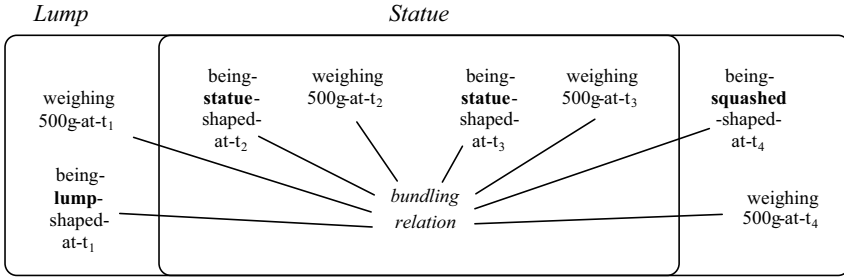 Lump
Statue
weighing
500g-at-t₁
being-
lump-
shaped-
at-t₁
being-
statue-
shaped-
at-t₂
weighing
500g-at-t₂
being-
statue-
shaped-
at-t₃
weighing
500g-at-t₃
bundling
relation
being-
squashed
-shaped-
at-t₄
weighing
500g-at-t₄